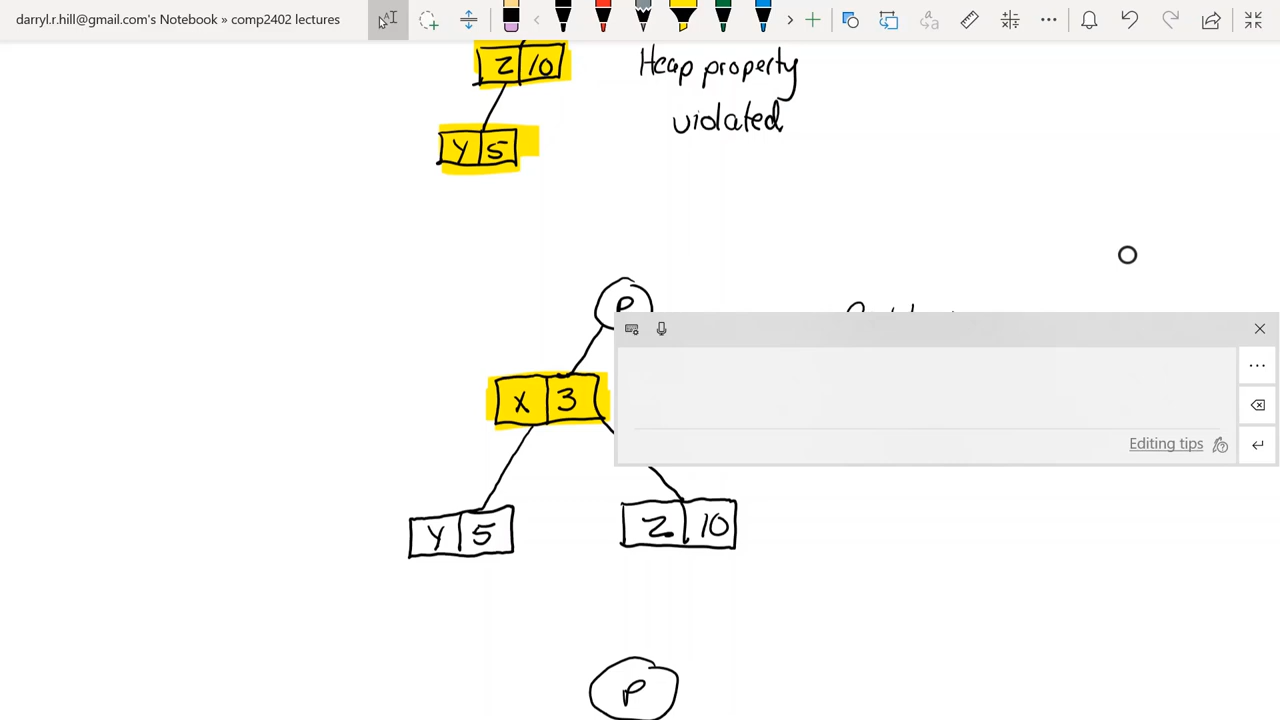 darryl.r.hill@gmail.com's Notebook » comp2402 lectures
Z 10
Heap property
violated
Y 5
P
X 3
Editing tips
Y 5
Z 10
P